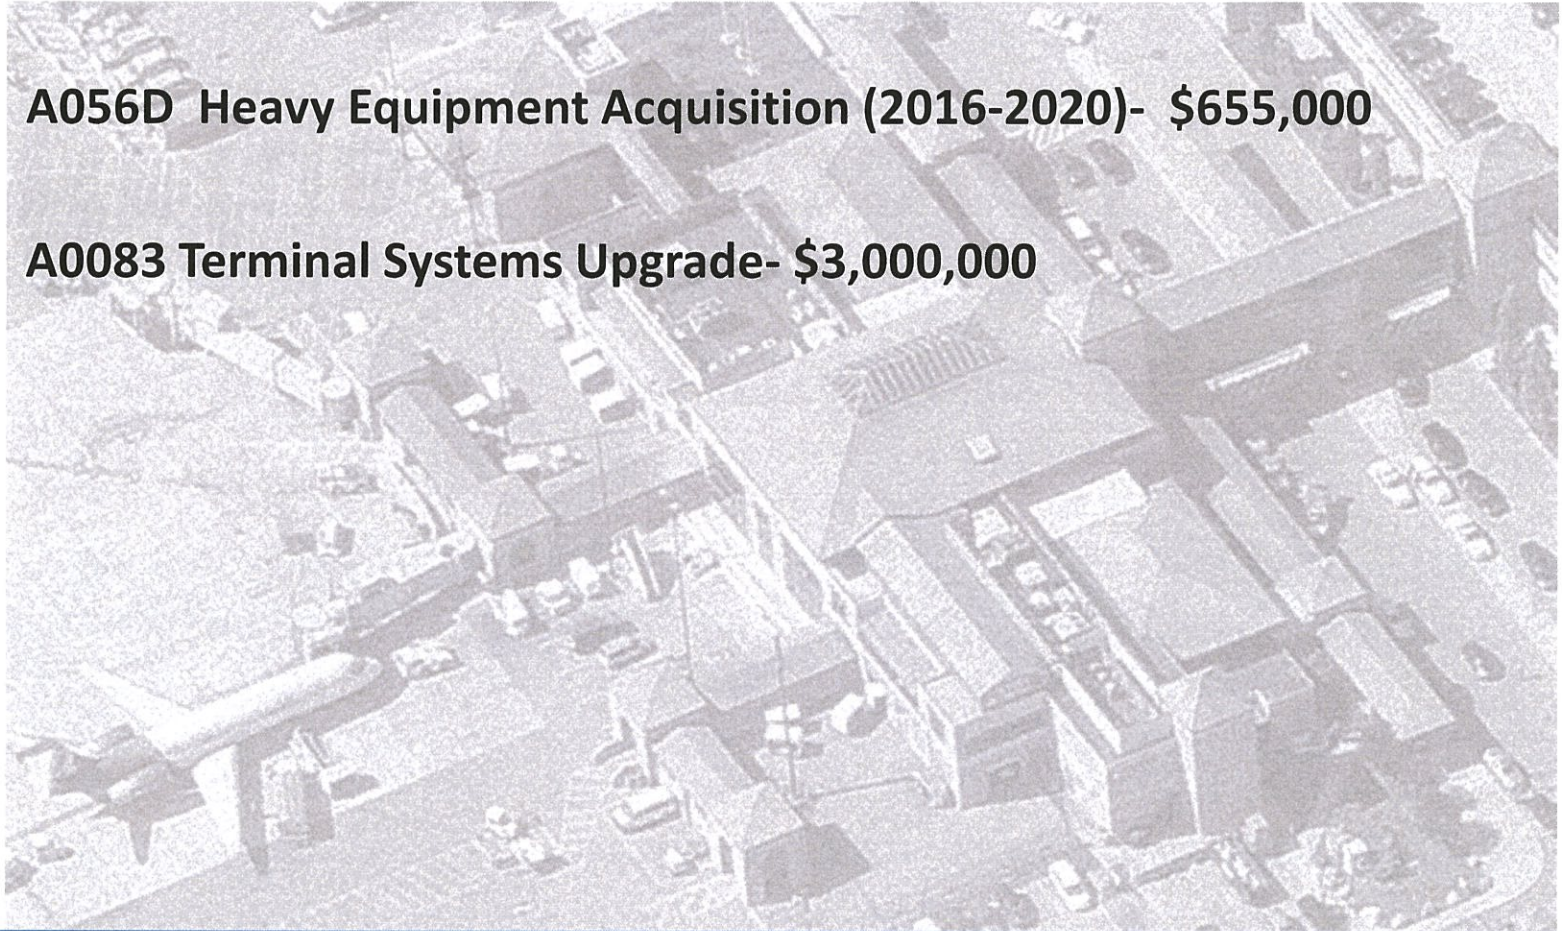 A056D Heavy Equipment Acquisition (2016-2020)- $655,000
A0083 Terminal Systems Upgrade- $3,000,000